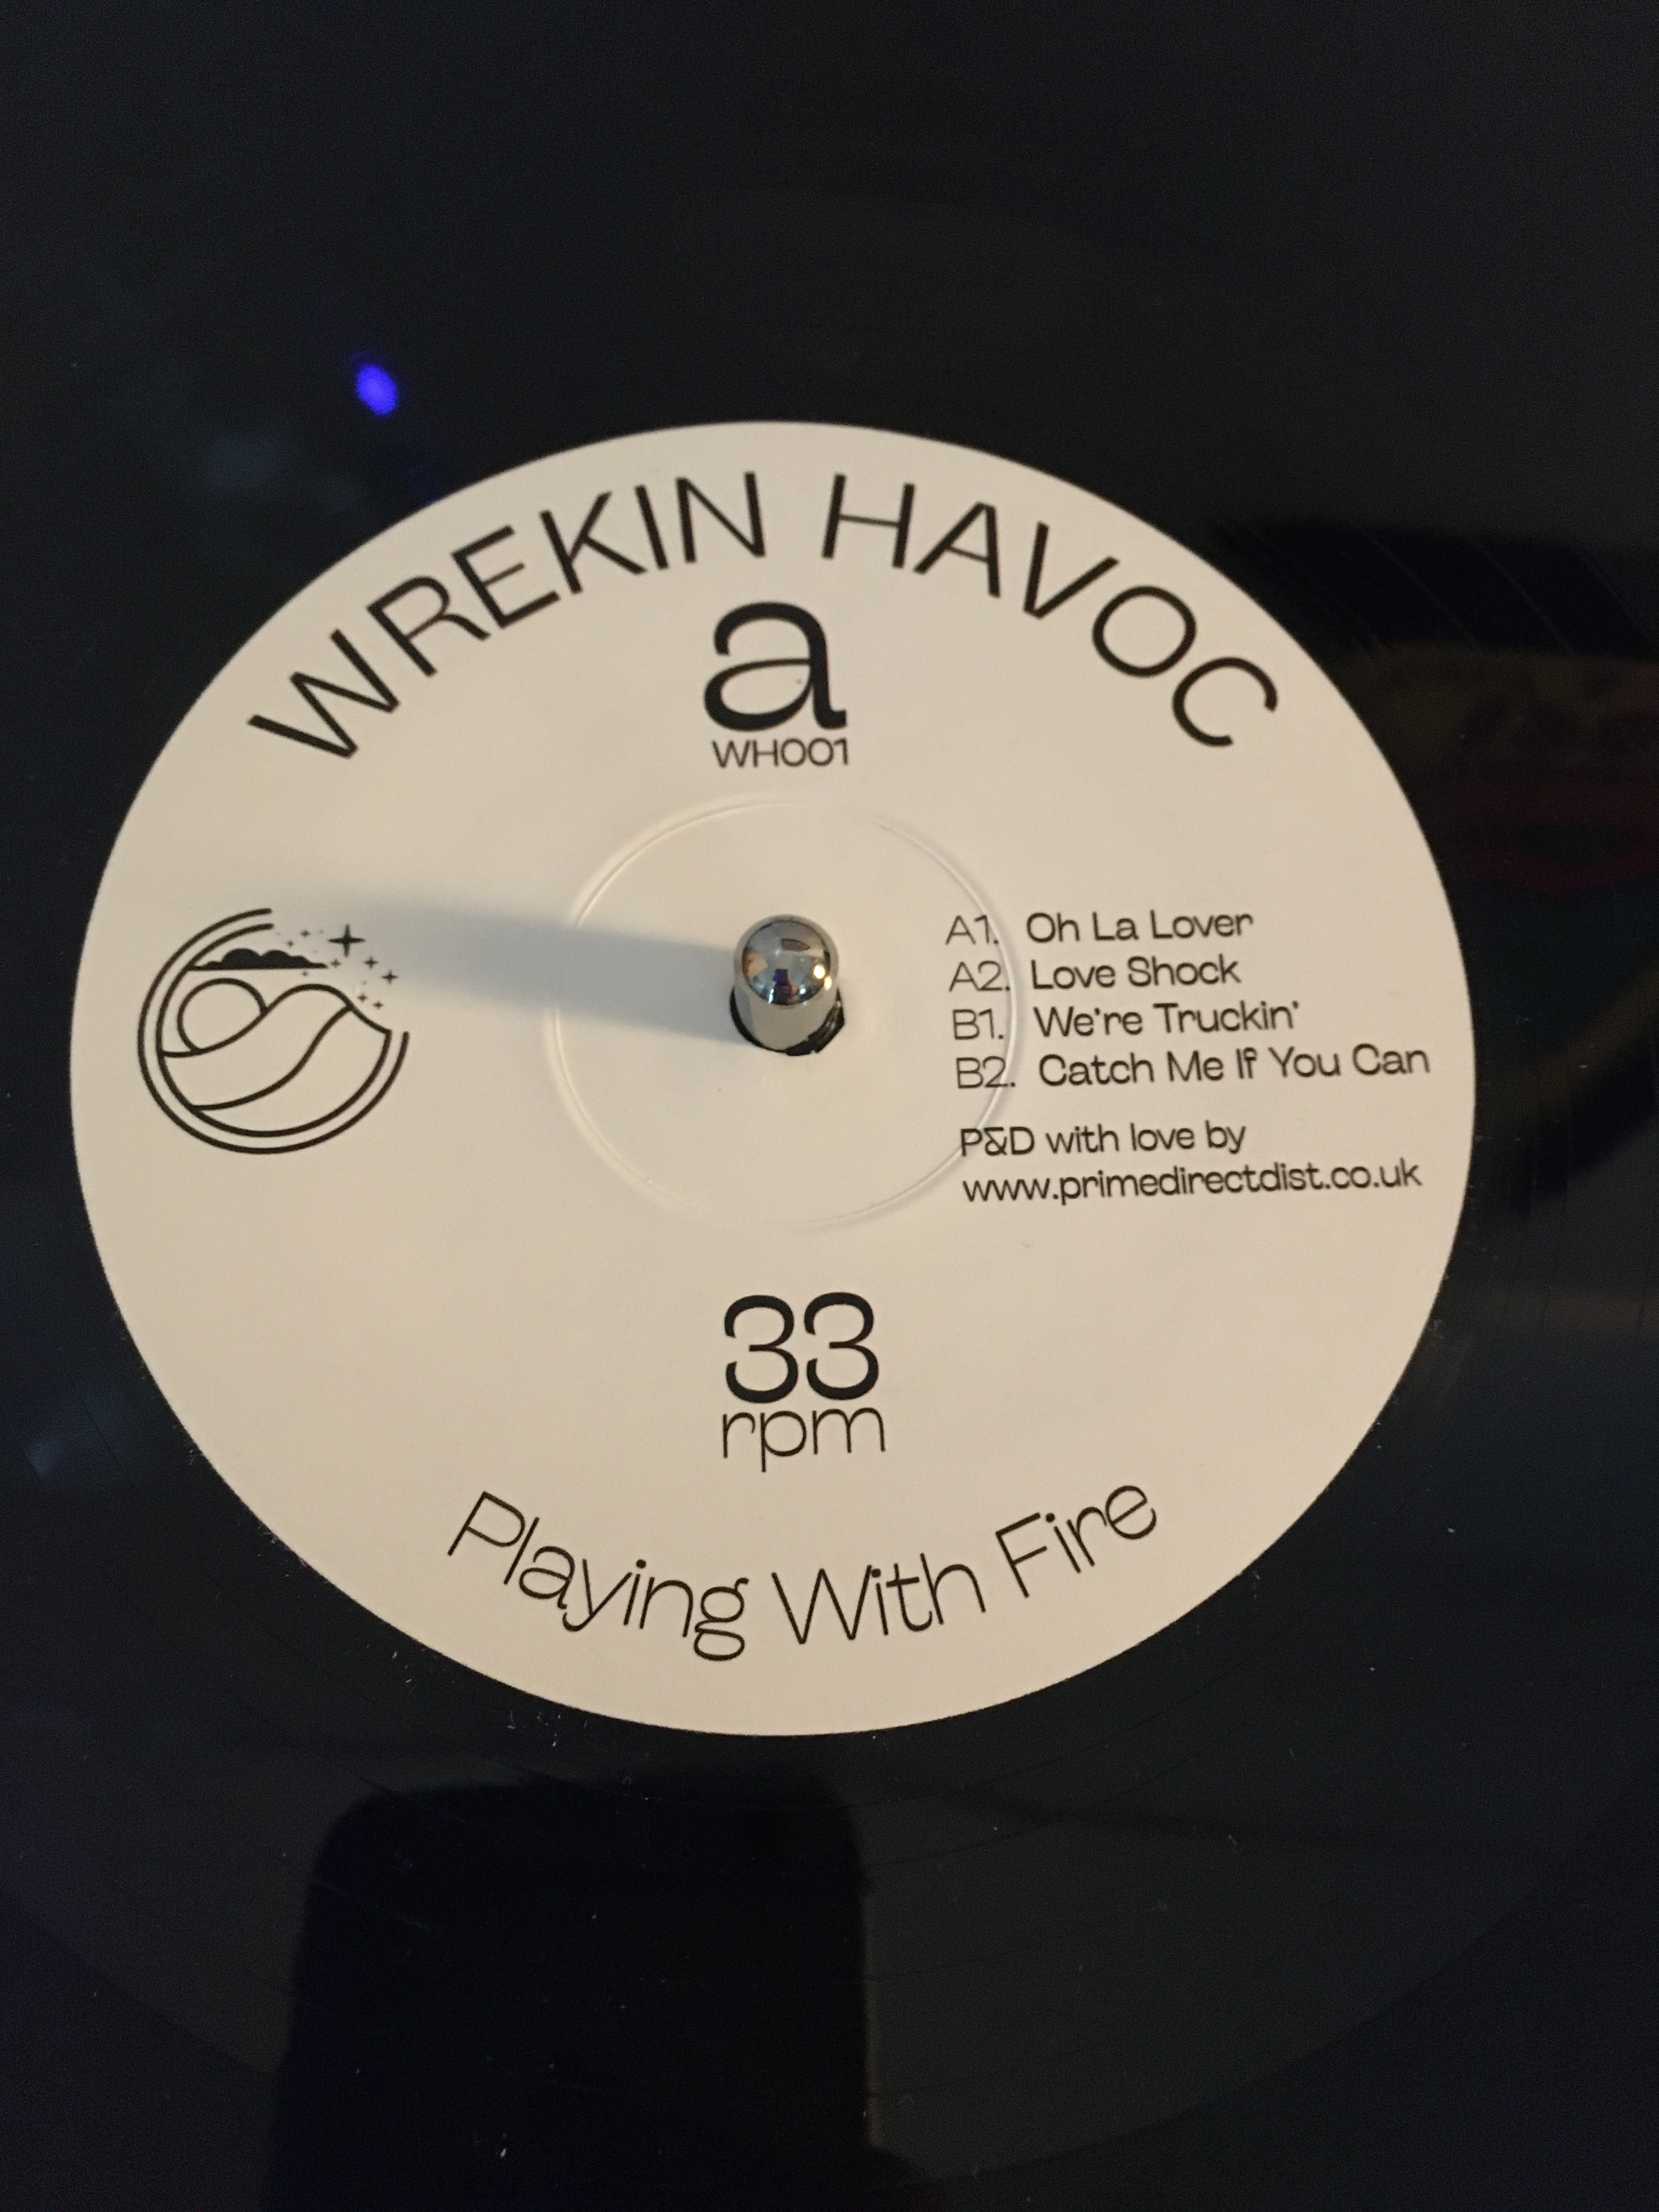 WREKIN HAVOC
a
WH001
A1. Oh La Lover
A2. Love Shock
B1. We're Truckin'
B2. Catch Me If You Can
P&D with love by
www.primedirectdist.co.uk
33
rpm
Playing With Fire